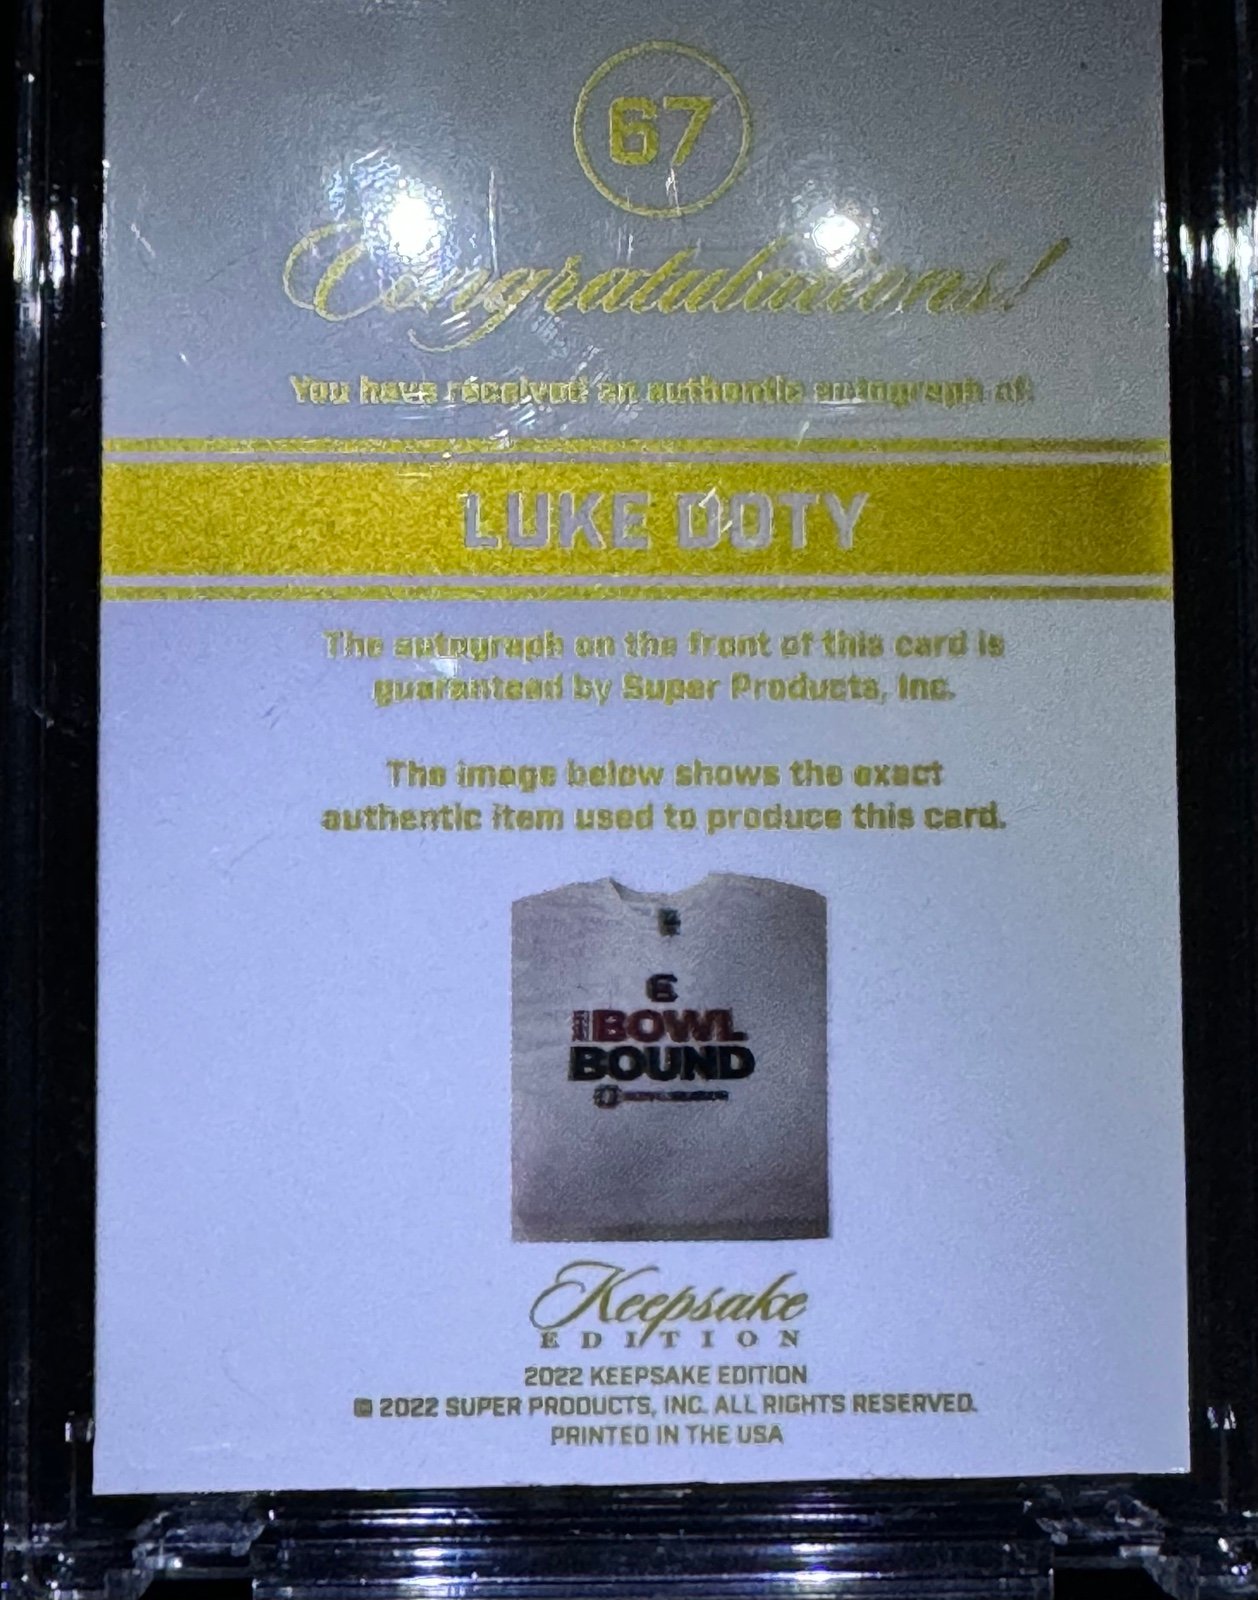 67
Congratulations!
You have received an authentic autograph of:
LUKE DOTY
The autograph on the front of this card is
guaranteed by Super Products, Inc.
The image below shows the exact
authentic item used to produce this card.
BOWL
BOUND
Keepsake
EDITION
2022 KEEPSAKE EDITION
© 2022 SUPER PRODUCTS, INC. ALL RIGHTS RESERVED.
PRINTED IN THE USA